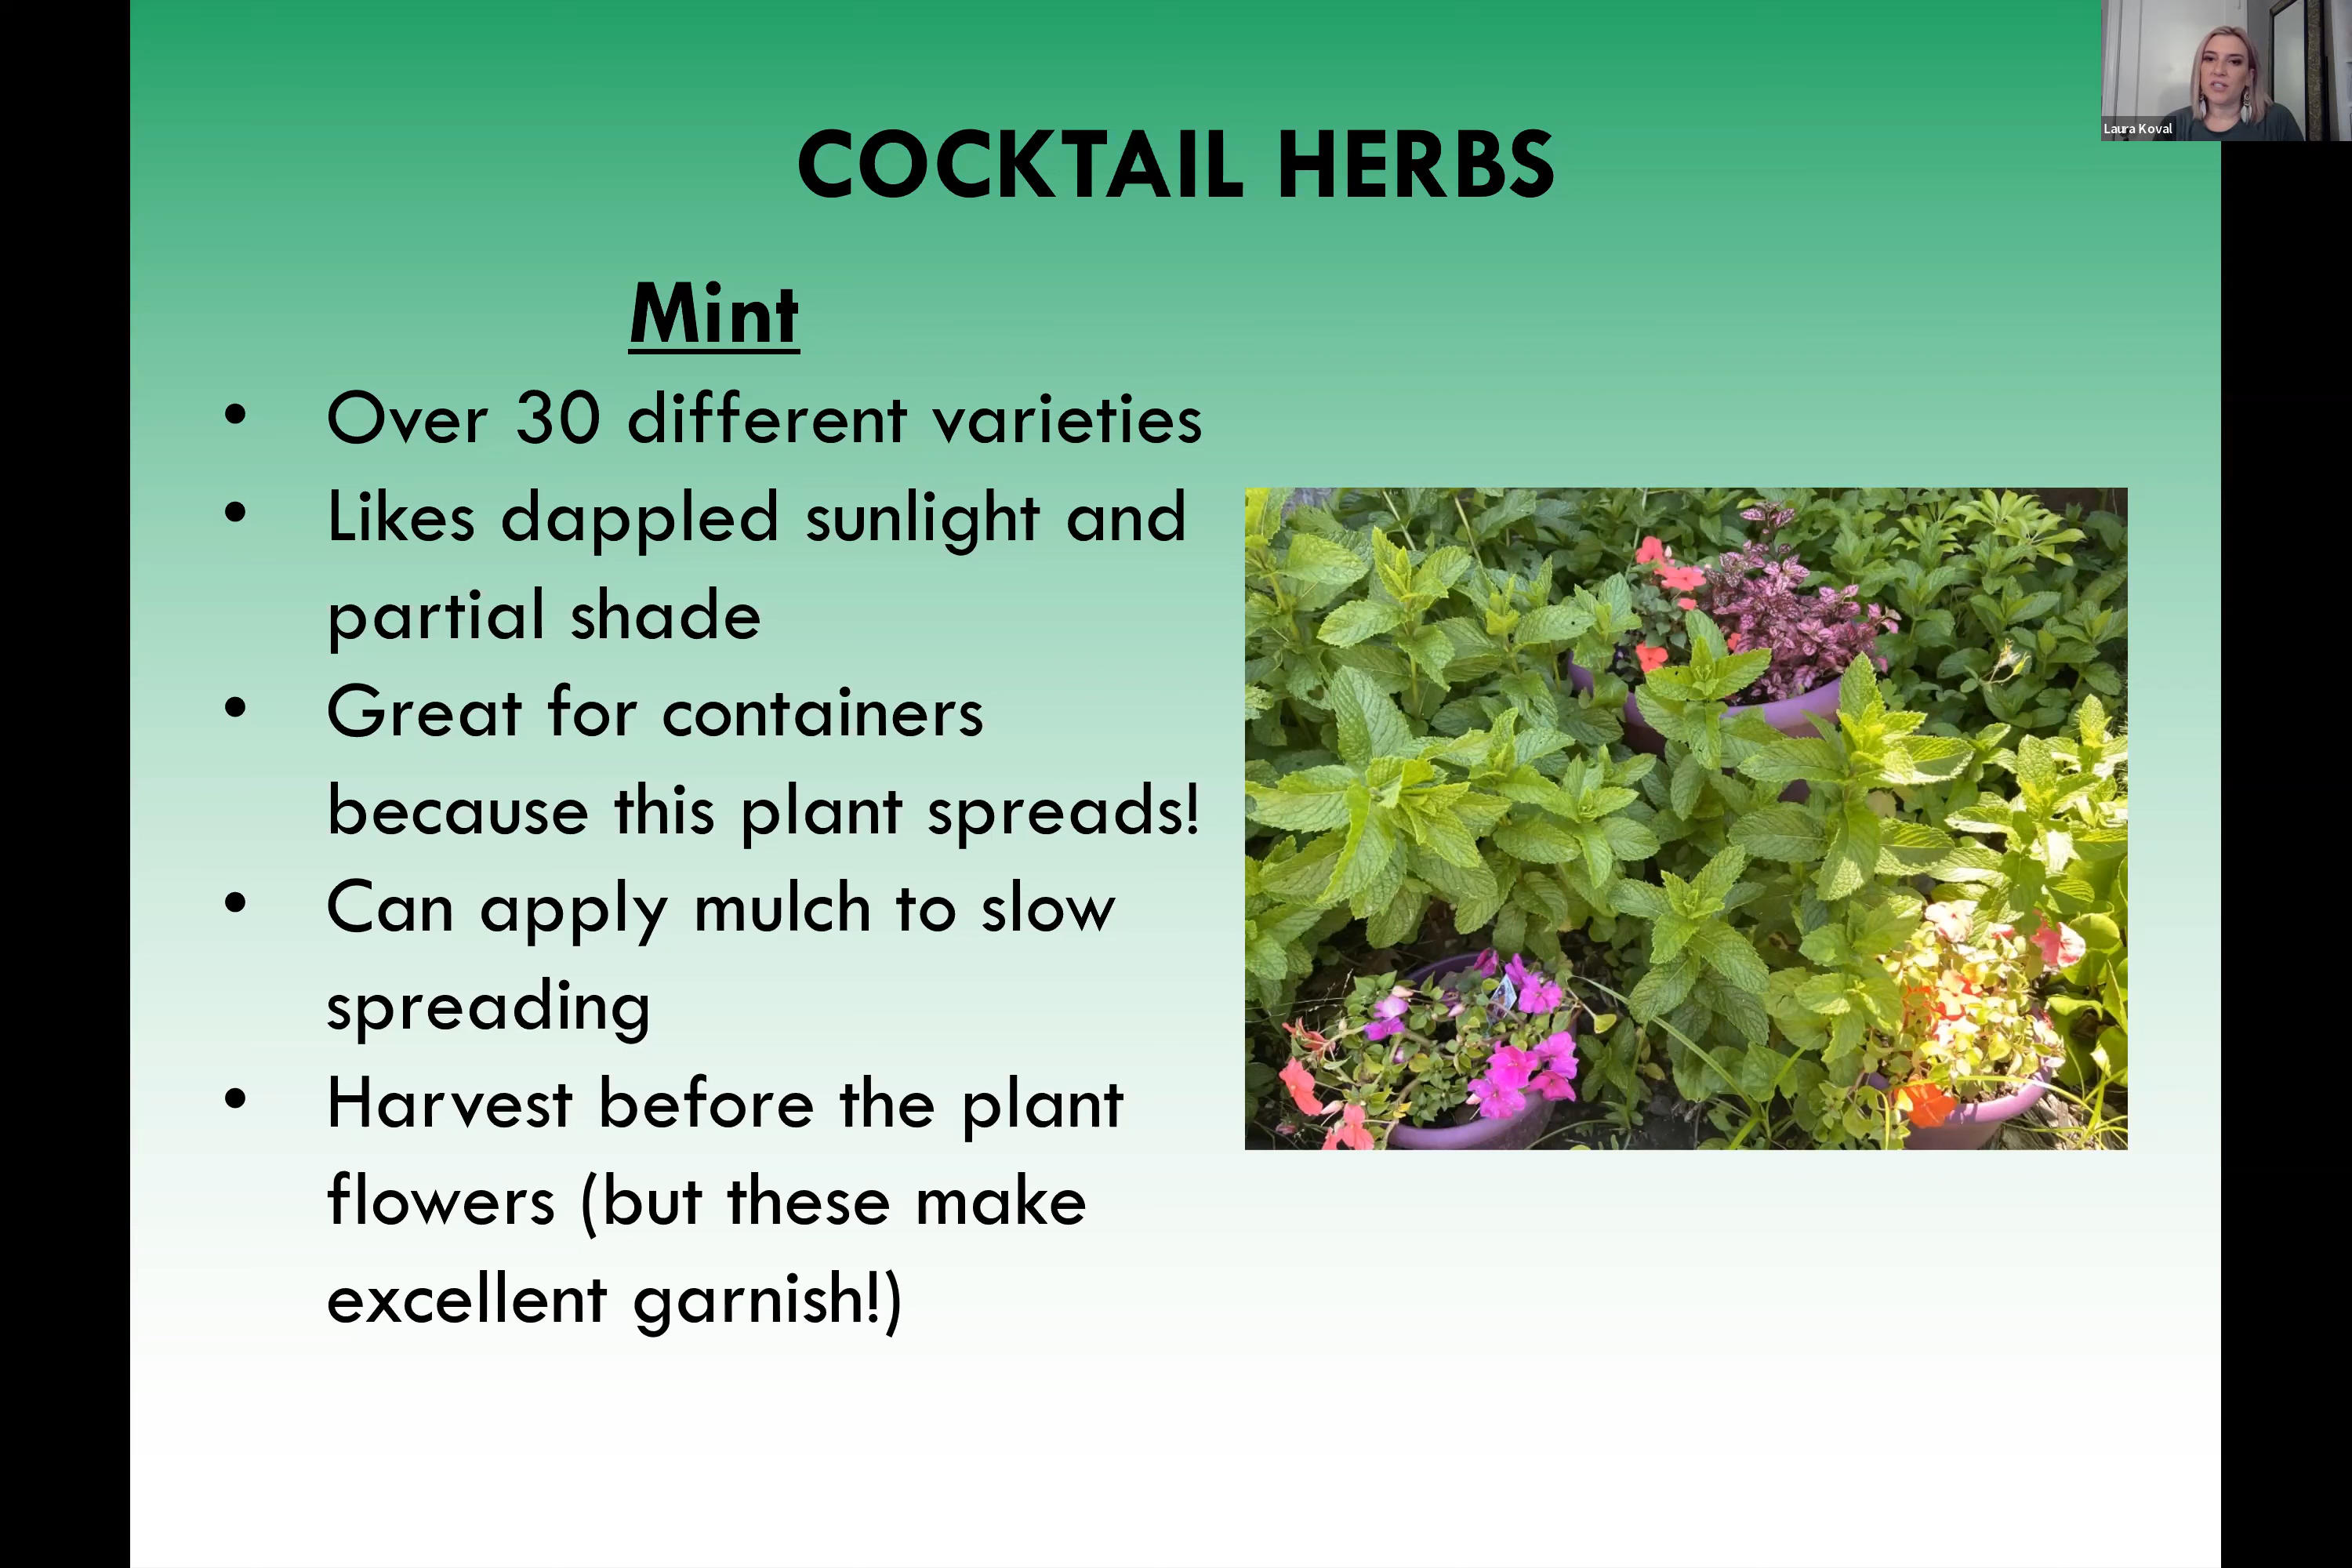 Laura Koval
COCKTAIL HERBS
Mint
• Over 30 different varieties
• Likes dappled sunlight and
partial shade
• Great for containers
because this plant spreads!
• Can apply mulch to slow
spreading
• Harvest before the plant
flowers (but these make
excellent garnish!)